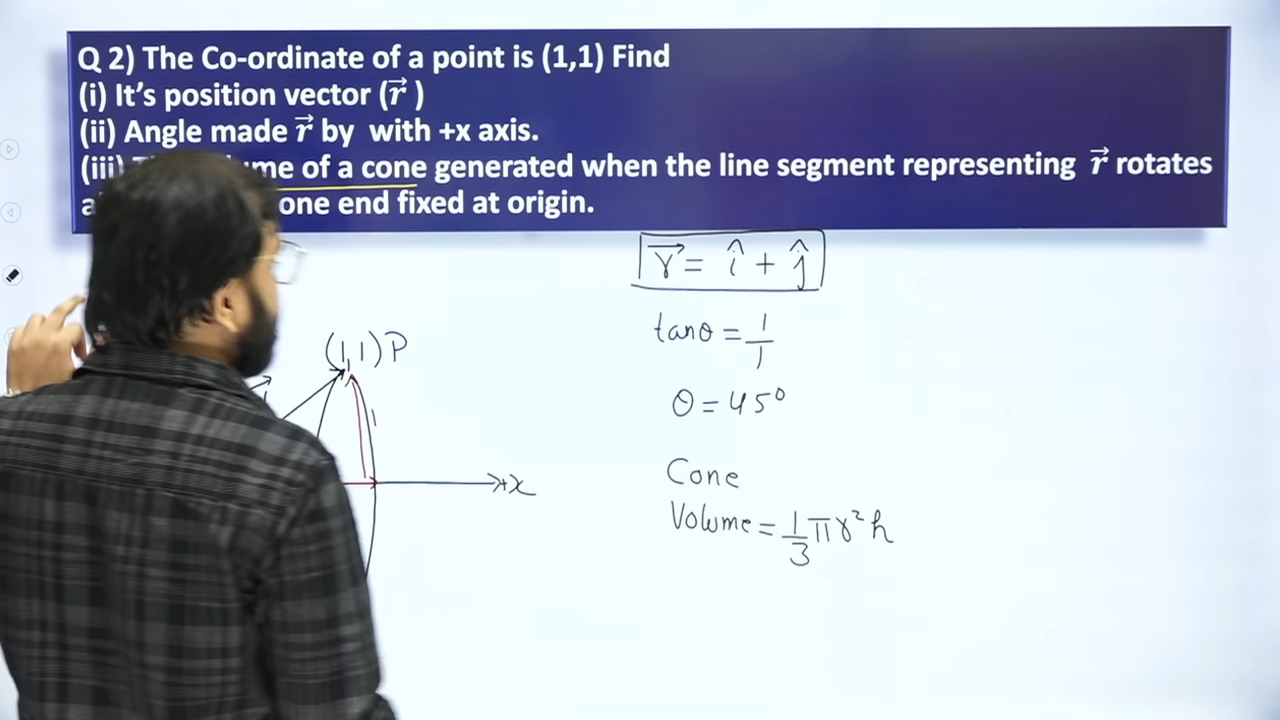 Q 2) The Co-ordinate of a point is (1,1) Find
(i) It's position vector (r⃗ )
(ii) Angle made r⃗ by with +x axis.
(iii) of a cone generated when the line segment representing r⃗ rotates
one end fixed at origin.
r⃗ = î + ĵ
tanθ = 1/1
θ = 45°
(1,1) P
1
+x
Cone
Volume = 1/3 πr²h